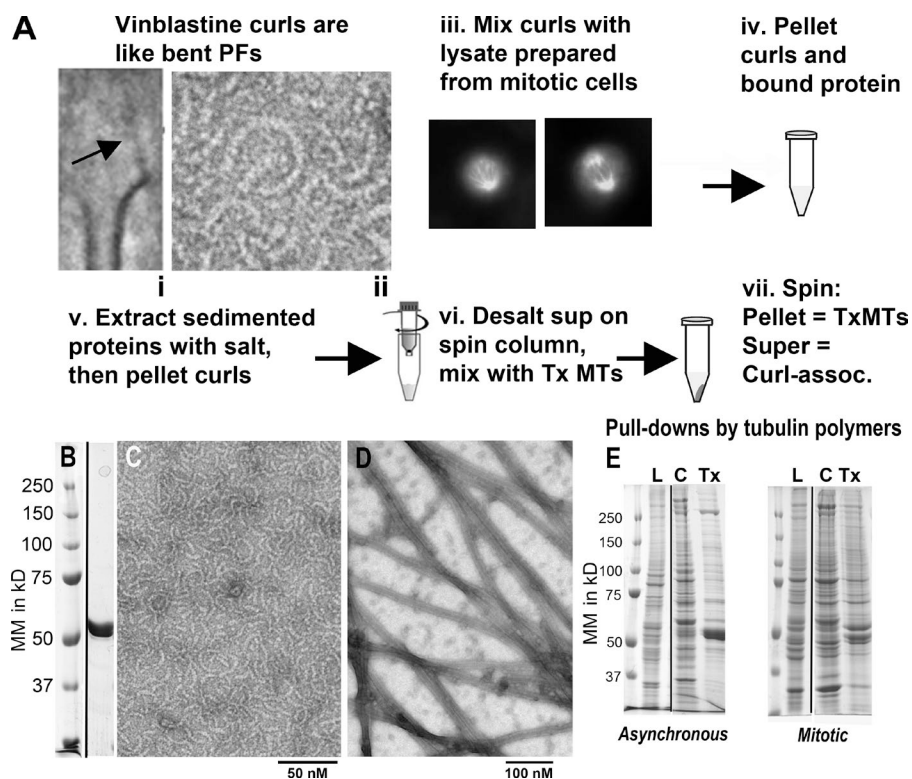 A
Vinblastine curls are
like bent PFs
i
ii
iii. Mix curls with
lysate prepared
from mitotic cells
iv. Pellet
curls and
bound protein
v. Extract sedimented
proteins with salt,
then pellet curls
vi. Desalt sup on
spin column,
mix with Tx MTs
vii. Spin:
Pellet = TxMTs
Super =
Curl-assoc.
B
MM in kD
250
150
100
75
50
37
C
50 nM
D
100 nM
Pull-downs by tubulin polymers
E
L C Tx
L C Tx
MM in kD
250
150
100
75
50
37
Asynchronous
Mitotic